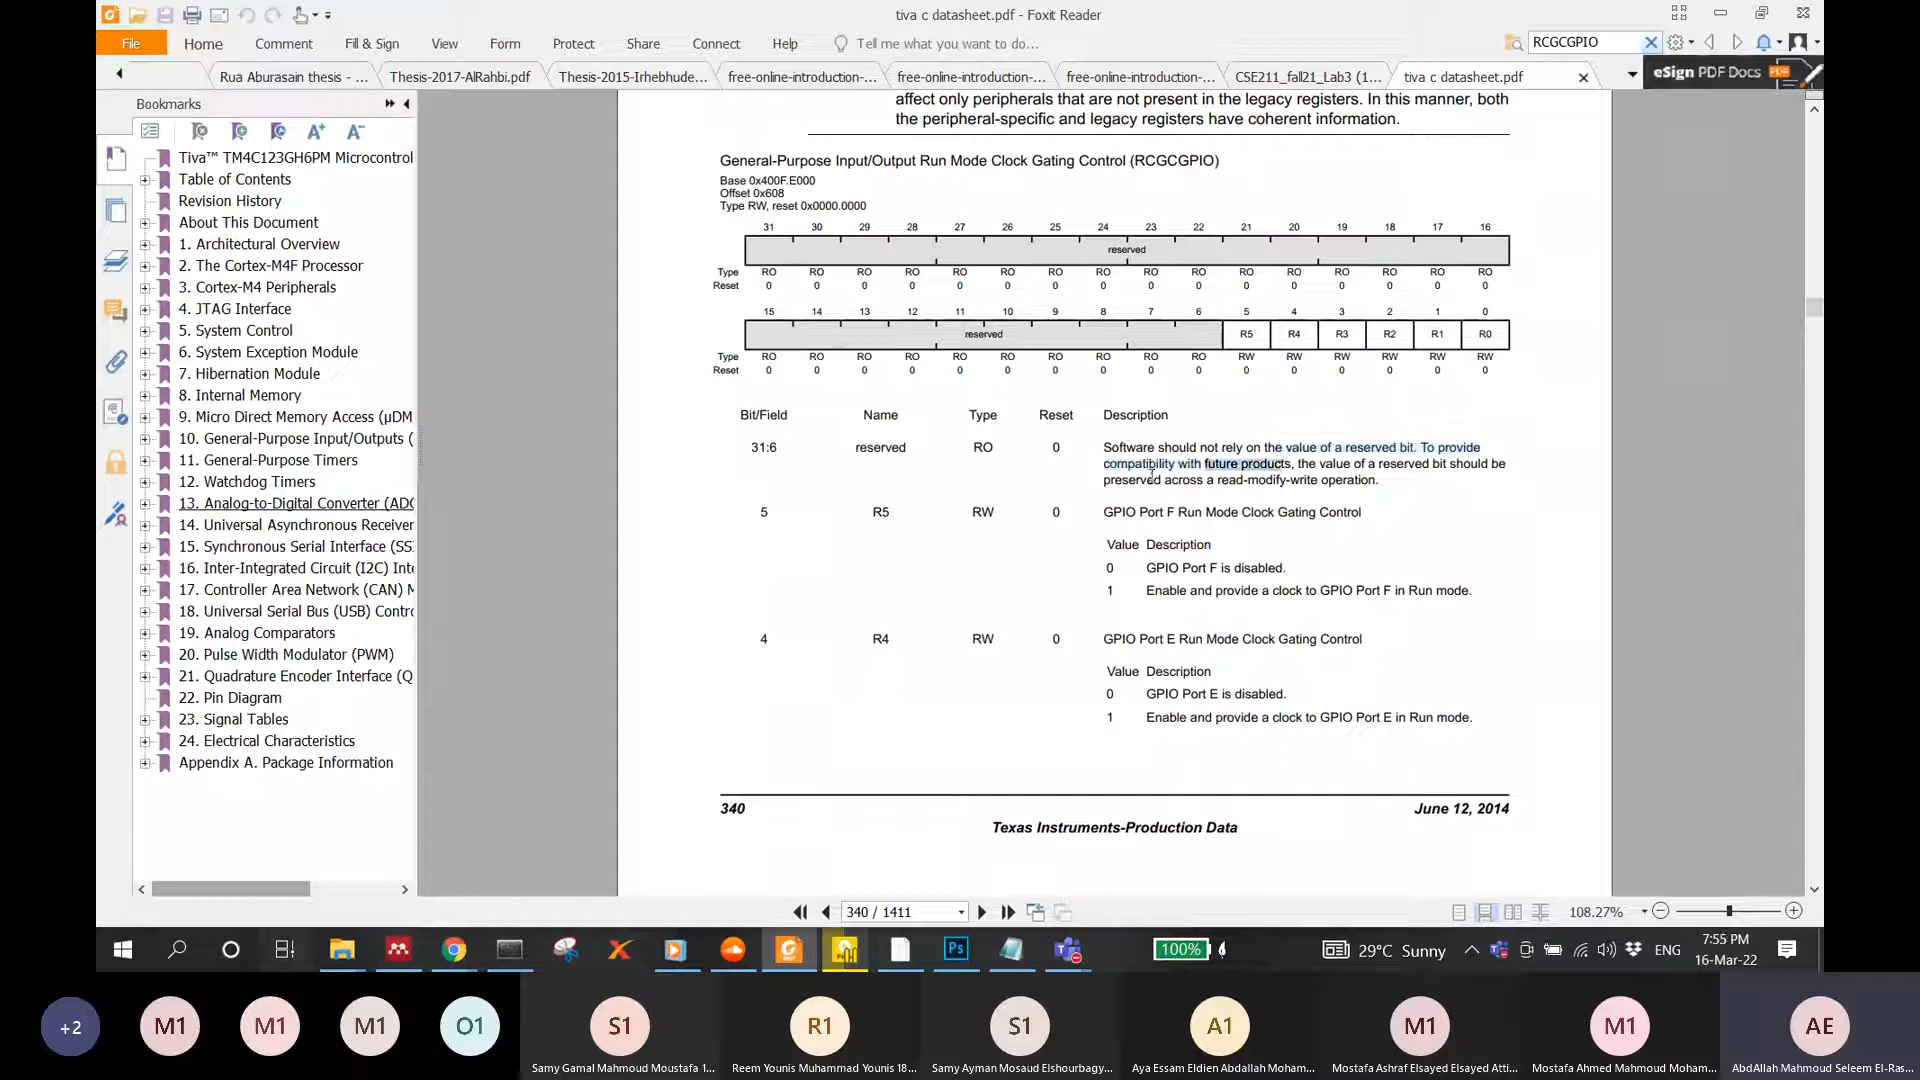 tiva c datasheet.pdf - Foxit Reader
File Home Comment Fill & Sign View Form Protect Share Connect Help Tell me what you want to do... RCGCGPIO
Rua Aburasain thesis - ... Thesis-2017-AlRahbi.pdf Thesis-2015-Irhebhude... free-online-introduction-... free-online-introduction-... free-online-introduction-... CSE211_fall21_Lab3 (1... tiva c datasheet.pdf eSign PDF Docs
Bookmarks
Tiva™ TM4C123GH6PM Microcontrol
Table of Contents
Revision History
About This Document
1. Architectural Overview
2. The Cortex-M4F Processor
3. Cortex-M4 Peripherals
4. JTAG Interface
5. System Control
6. System Exception Module
7. Hibernation Module
8. Internal Memory
9. Micro Direct Memory Access (μDM
10. General-Purpose Input/Outputs (
11. General-Purpose Timers
12. Watchdog Timers
13. Analog-to-Digital Converter (ADC
14. Universal Asynchronous Receiver
15. Synchronous Serial Interface (SS
16. Inter-Integrated Circuit (I2C) Inte
17. Controller Area Network (CAN) M
18. Universal Serial Bus (USB) Contro
19. Analog Comparators
20. Pulse Width Modulator (PWM)
21. Quadrature Encoder Interface (Q
22. Pin Diagram
23. Signal Tables
24. Electrical Characteristics
Appendix A. Package Information
affect only peripherals that are not present in the legacy registers. In this manner, both
the peripheral-specific and legacy registers have coherent information.
General-Purpose Input/Output Run Mode Clock Gating Control (RCGCGPIO)
Base 0x400F.E000
Offset 0x608
Type RW, reset 0x0000.0000
31 30 29 28 27 26 25 24 23 22 21 20 19 18 17 16
reserved
Type RO RO RO RO RO RO RO RO RO RO RO RO RO RO RO RO
Reset 0 0 0 0 0 0 0 0 0 0 0 0 0 0 0 0
15 14 13 12 11 10 9 8 7 6 5 4 3 2 1 0
reserved R5 R4 R3 R2 R1 R0
Type RO RO RO RO RO RO RO RO RO RO RW RW RW RW RW RW
Reset 0 0 0 0 0 0 0 0 0 0 0 0 0 0 0 0
Bit/Field Name Type Reset Description
31:6 reserved RO 0 Software should not rely on the value of a reserved bit. To provide
compatibility with future products, the value of a reserved bit should be
preserved across a read-modify-write operation.
5 R5 RW 0 GPIO Port F Run Mode Clock Gating Control
Value Description
0 GPIO Port F is disabled.
1 Enable and provide a clock to GPIO Port F in Run mode.
4 R4 RW 0 GPIO Port E Run Mode Clock Gating Control
Value Description
0 GPIO Port E is disabled.
1 Enable and provide a clock to GPIO Port E in Run mode.
340 June 12, 2014
Texas Instruments-Production Data
340 / 1411 108.27%
100% 29°C Sunny ENG 7:55 PM
16-Mar-22
+2 M1 M1 M1 O1 S1 R1 S1 A1 M1 M1 AE
Samy Gamal Mahmoud Moustafa 1... Reem Younis Muhammad Younis 18... Samy Ayman Mosaud Elshourbagy... Aya Essam Eldien Abdallah Moham... Mostafa Ashraf Elsayed Elsayed Atti... Mostafa Ahmed Mahmoud Moham... AbdAllah Mahmoud Seleem El-Ras...